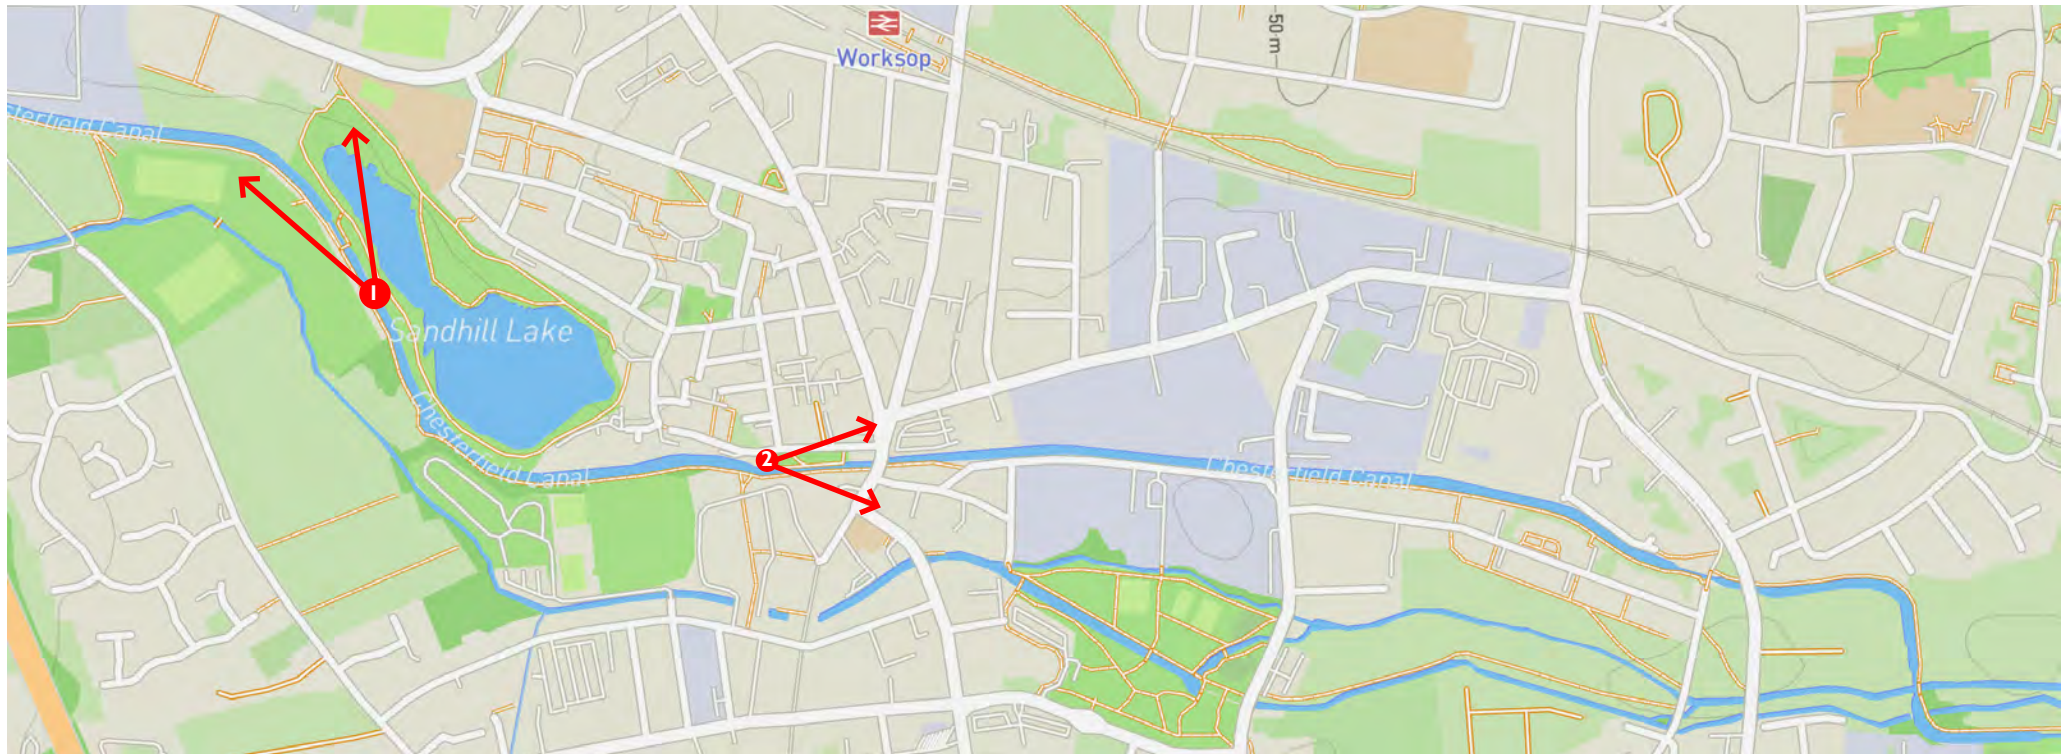 Worksop
50 m
Chesterfield Canal
1
Sandhill Lake
Chesterfield Canal
2
Chesterfield Canal